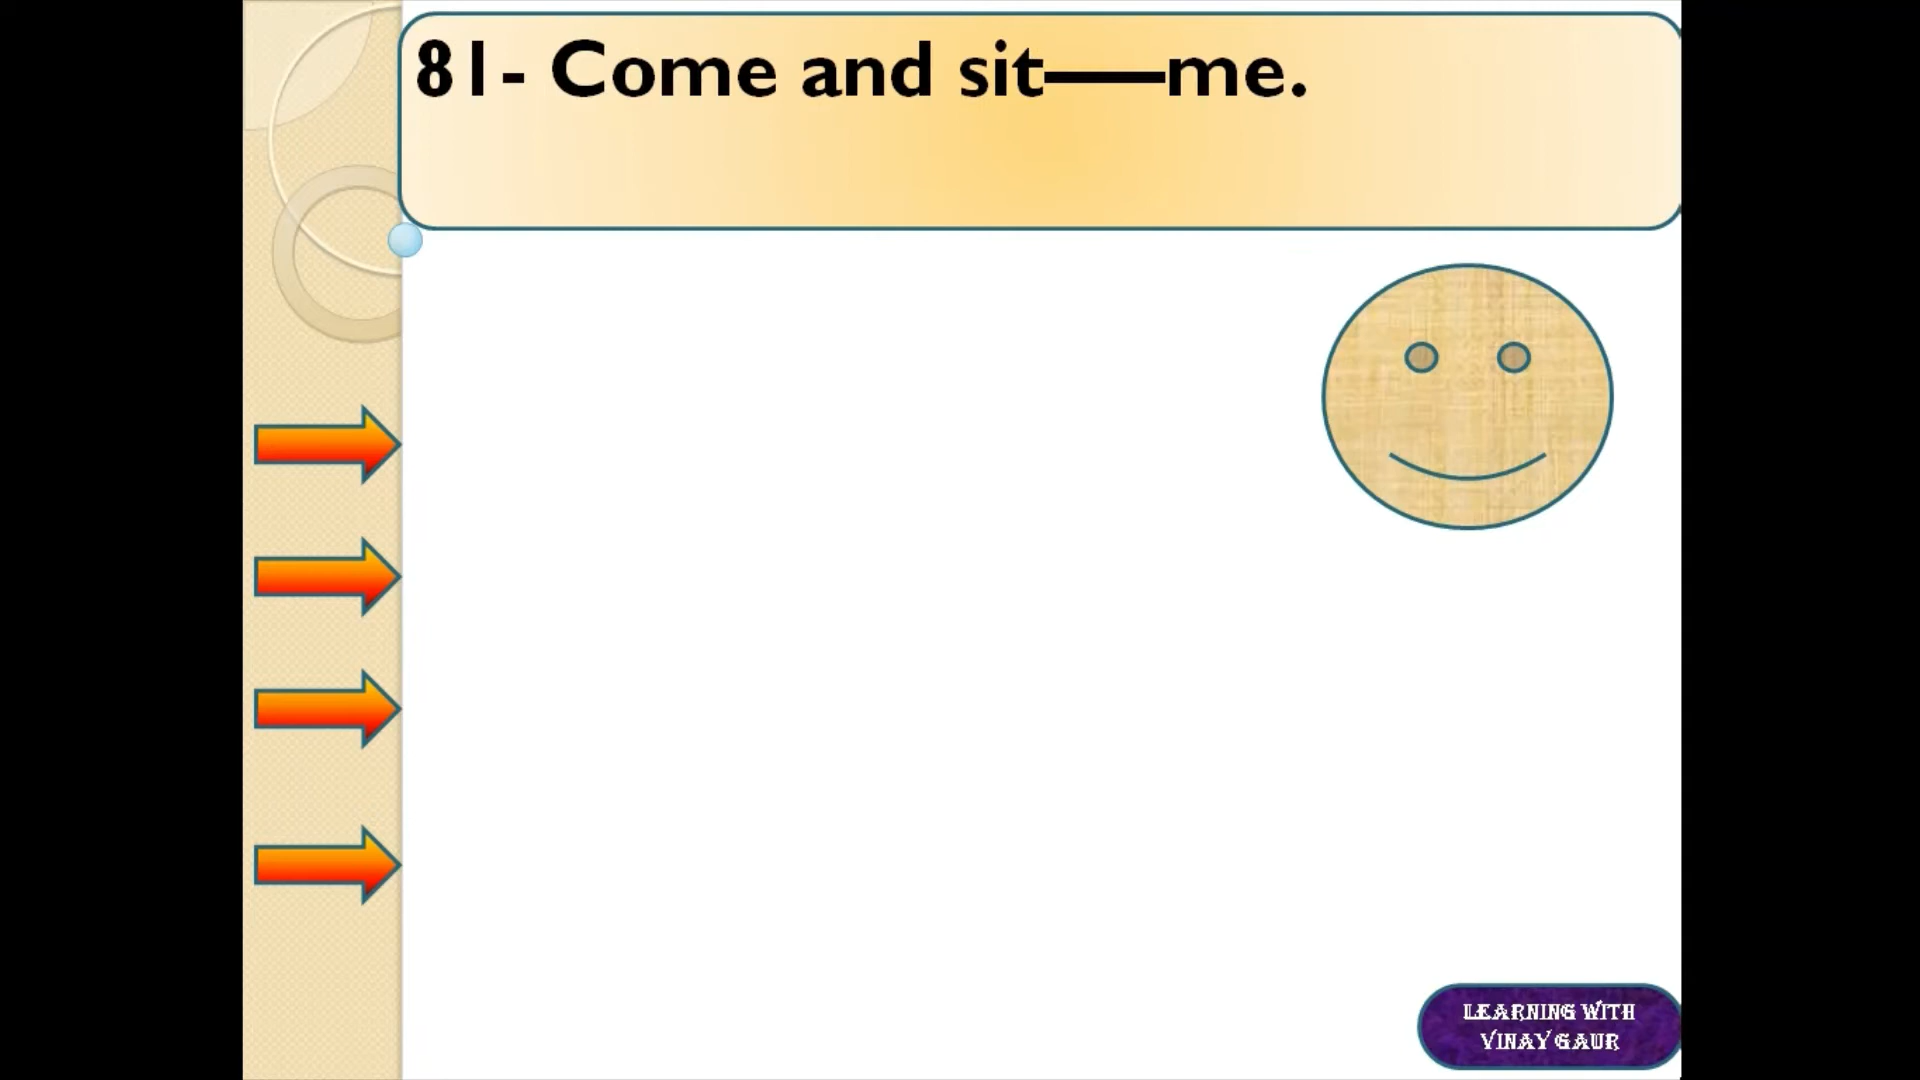 81- Come and sit——me.
LEARNING WITH
VINAY GAUR